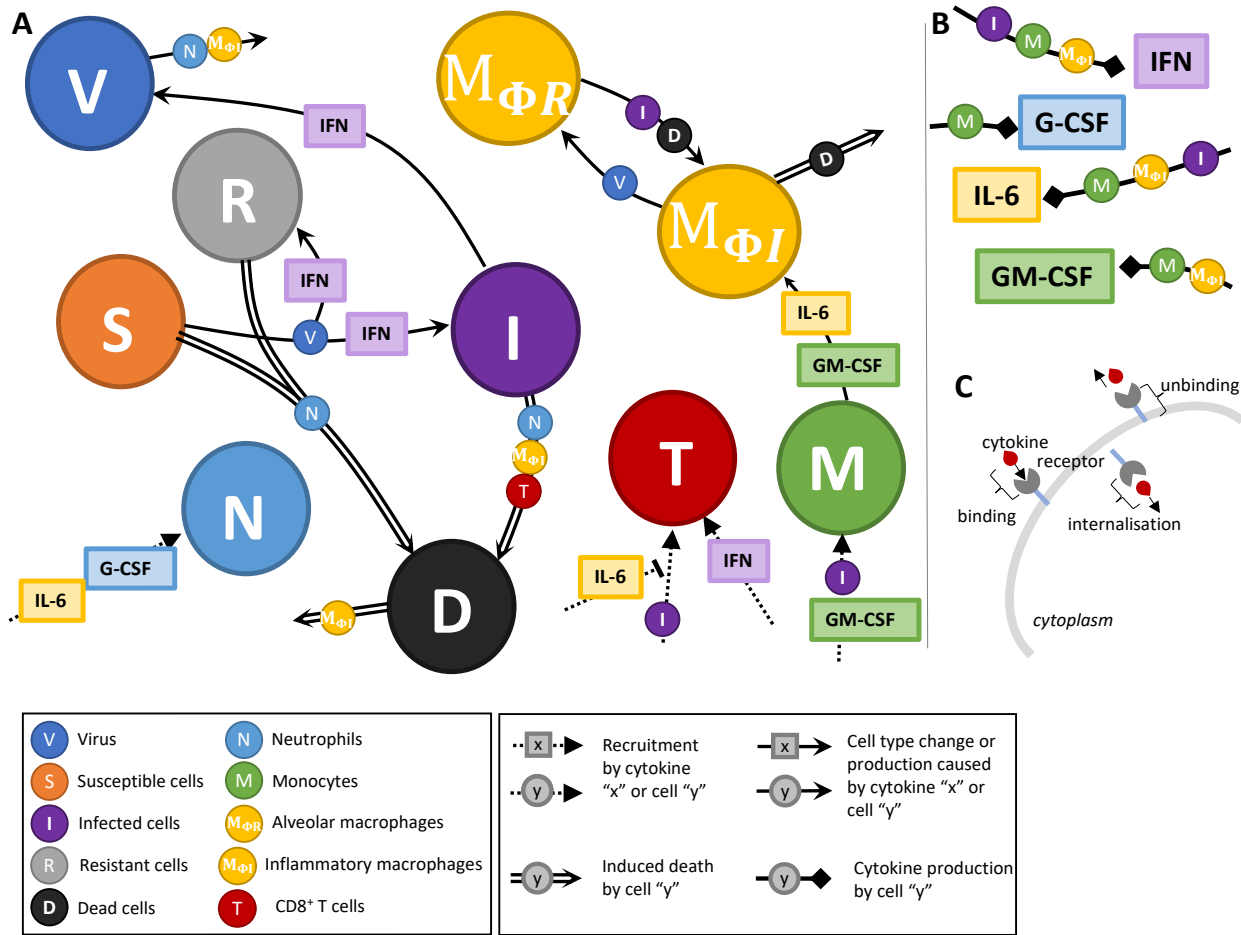 A
V
N
MΦI
IFN
R
IFN
S
V
IFN
I
N
N
MΦI
T
N
G-CSF
IL-6
D
MΦI
MΦR
I
D
V
D
MΦI
IL-6
GM-CSF
T
M
IL-6
I
IFN
I
GM-CSF
B
I
M
MΦI
IFN
M
G-CSF
IL-6
M
MΦI
I
GM-CSF
M
MΦI
C
unbinding
cytokine
receptor
binding
internalisation
cytoplasm
V Virus
S Susceptible cells
I Infected cells
R Resistant cells
D Dead cells
N Neutrophils
M Monocytes
MΦR Alveolar macrophages
MΦI Inflammatory macrophages
T CD8⁺ T cells
x
y
Recruitment
by cytokine
“x” or cell “y”
x
y
Cell type change or
production caused
by cytokine “x” or
cell “y”
y
Induced death
by cell “y”
y
Cytokine production
by cell “y”